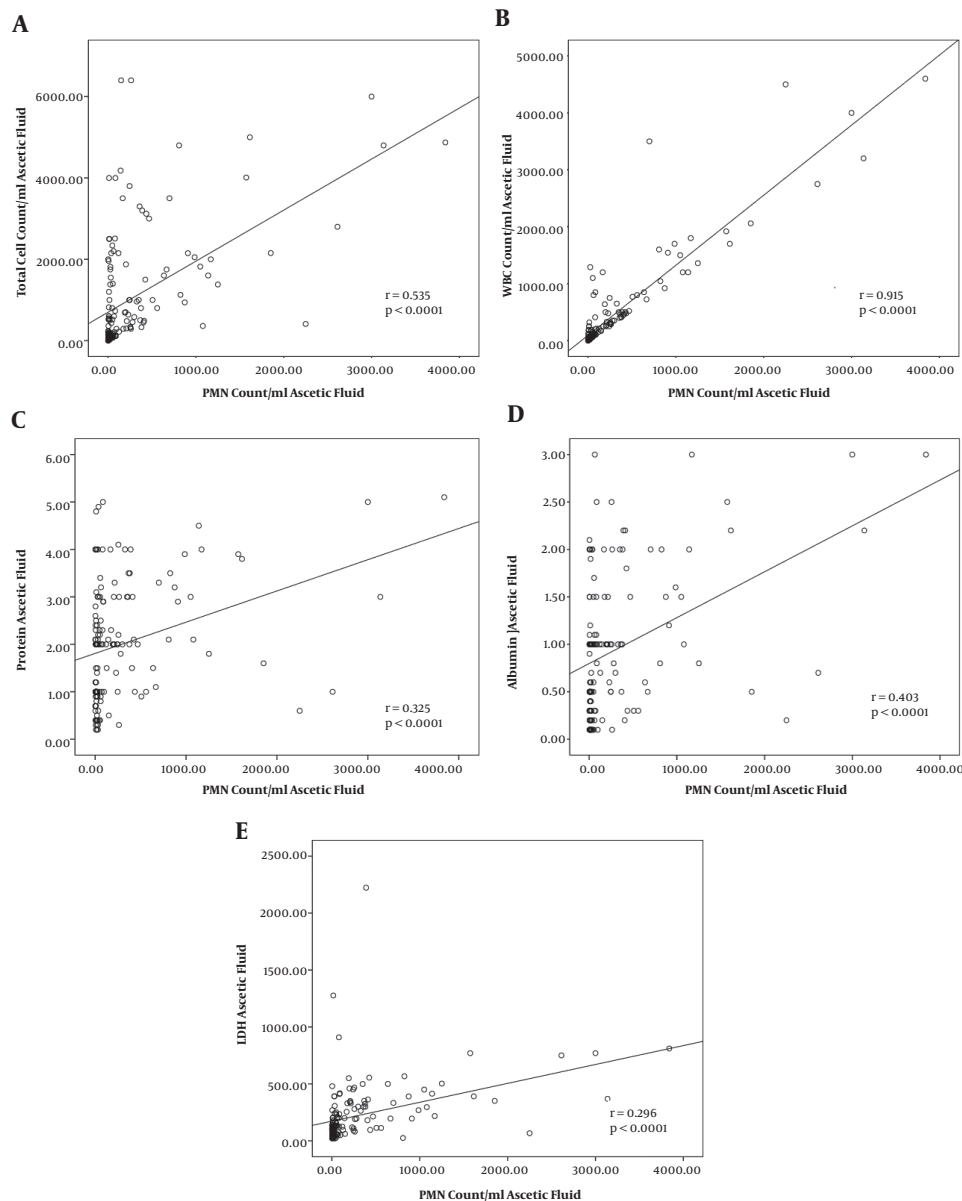 A
6000.00
4000.00
2000.00
0.00
Total Cell Count/ml Ascetic Fluid
r = 0.535
p < 0.0001
0.00 1000.00 2000.00 3000.00 4000.00
PMN Count/ml Ascetic Fluid
B
5000.00
4000.00
3000.00
2000.00
1000.00
0.00
WBC Count/ml Ascetic Fluid
r = 0.915
p < 0.0001
0.00 1000.00 2000.00 3000.00 4000.00
PMN Count/ml Ascetic Fluid
C
6.00
5.00
4.00
3.00
2.00
1.00
0.00
Protein Ascetic Fluid
r = 0.325
p < 0.0001
0.00 1000.00 2000.00 3000.00 4000.00
PMN Count/ml Ascetic Fluid
D
3.00
2.50
2.00
1.50
1.00
0.50
0.00
Albumin ]Ascetic Fluid
r = 0.403
p < 0.0001
0.00 1000.00 2000.00 3000.00 4000.00
PMN Count/ml Ascetic Fluid
E
2500.00
2000.00
1500.00
1000.00
500.00
0.00
LDH Ascetic Fluid
r = 0.296
p < 0.0001
0.00 1000.00 2000.00 3000.00 4000.00
PMN Count/ml Ascetic Fluid